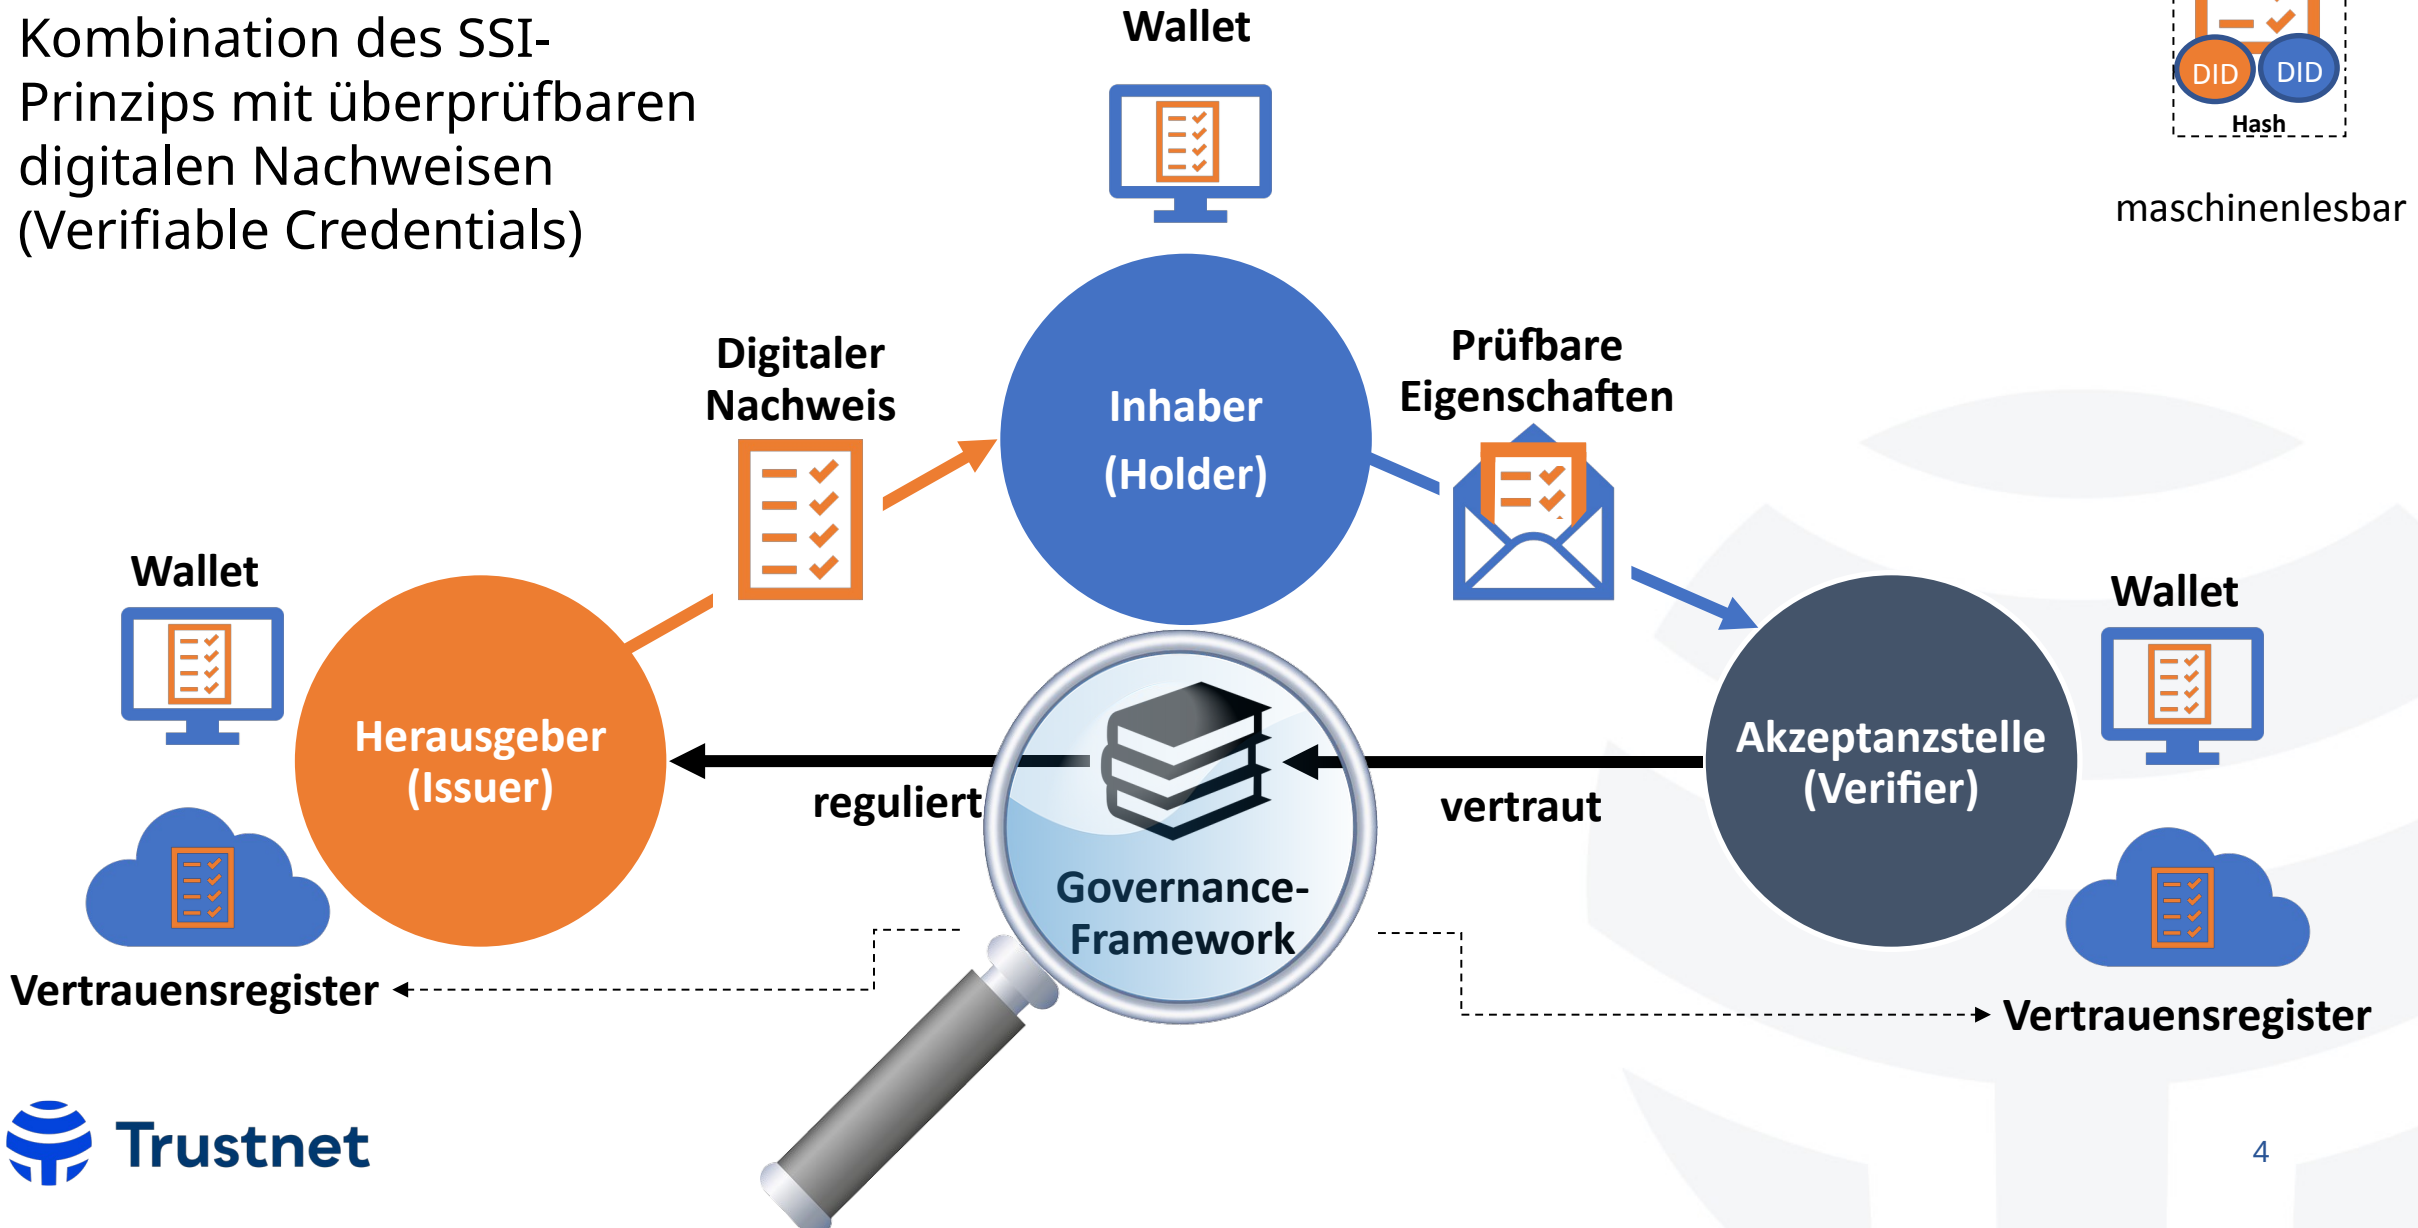 Kombination des SSI-
Prinzips mit überprüfbaren
digitalen Nachweisen
(Verifiable Credentials)
Wallet
DID
DID
Hash
maschinenlesbar
Digitaler
Nachweis
Inhaber
(Holder)
Prüfbare
Eigenschaften
Wallet
Wallet
Herausgeber
(Issuer)
Akzeptanzstelle
(Verifier)
reguliert
vertraut
Governance-
Framework
Vertrauensregister
Vertrauensregister
Trustnet
4